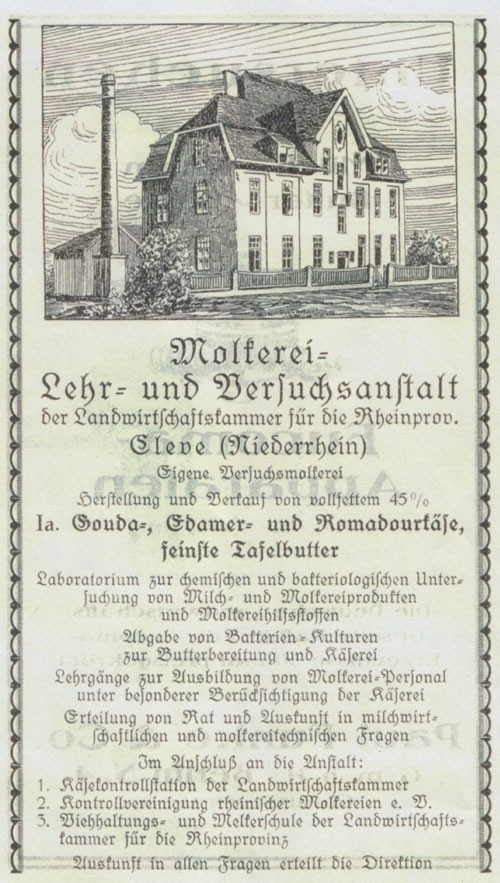 Molkerei-
Lehr- und Versuchsanstalt
der Landwirtschaftskammer für die Rheinprov.
Cleve (Niederrhein)
Eigene Versuchsmolkerei
Herstellung und Verkauf von vollfettem 45%
Ia. Gouda-, Edamer- und Romadourkäse,
feinste Tafelbutter
Laboratorium zur chemischen und bakteriologischen Unter-
suchung von Milch- und Molkereiprodukten
und Molkereihilfsstoffen
Abgabe von Bakterien-Kulturen
zur Butterbereitung und Käserei
Lehrgänge zur Ausbildung von Molkerei-Personal
unter besonderer Berücksichtigung der Käserei
Erteilung von Rat und Auskunft in milchwirt-
schaftlichen und molkereitechnischen Fragen
Im Anschluß an die Anstalt:
1. Käsekontrollstation der Landwirtschaftskammer
2. Kontrollvereinigung rheinischer Molkereien e. V.
3. Viehhaltungs- und Melkerschule der Landwirtschafts-
kammer für die Rheinprovinz
Auskunft in allen Fragen erteilt die Direktion